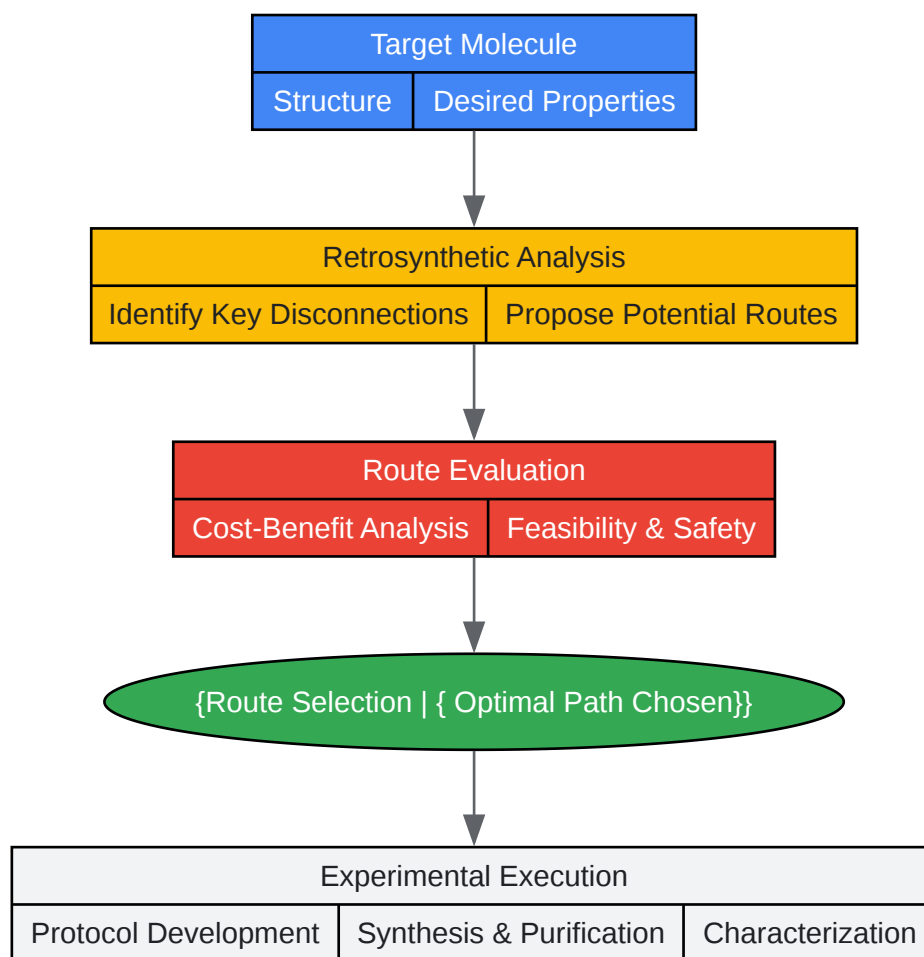 Target Molecule
Structure
Desired Properties
Retrosynthetic Analysis
Identify Key Disconnections
Propose Potential Routes
Route Evaluation
Cost-Benefit Analysis
Feasibility & Safety
{Route Selection | { Optimal Path Chosen}}
Experimental Execution
Protocol Development
Synthesis & Purification
Characterization